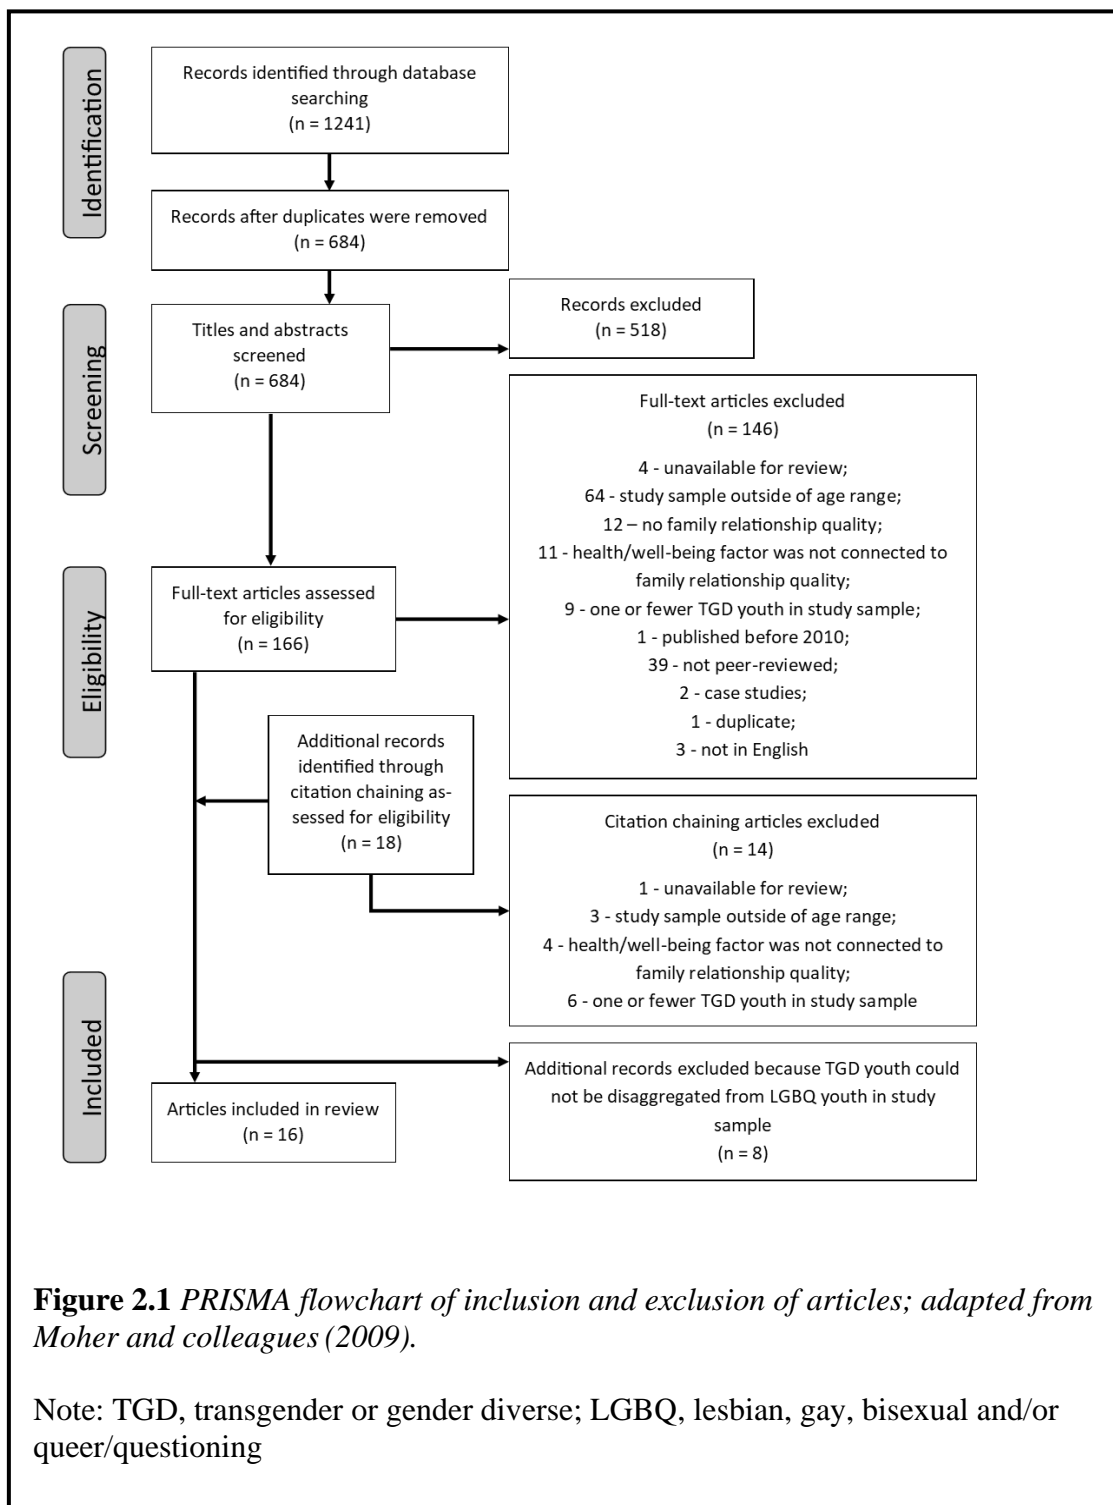 Identification
Records identified through database
searching
(n = 1241)
Records after duplicates were removed
(n = 684)
Screening
Titles and abstracts
screened
(n = 684)
Records excluded
(n = 518)
Full-text articles excluded
(n = 146)
4 - unavailable for review;
64 - study sample outside of age range;
12 – no family relationship quality;
11 - health/well-being factor was not connected to
family relationship quality;
9 - one or fewer TGD youth in study sample;
1 - published before 2010;
39 - not peer-reviewed;
2 - case studies;
1 - duplicate;
3 - not in English
Eligibility
Full-text articles assessed
for eligibility
(n = 166)
Additional records
identified through
citation chaining as-
sessed for eligibility
(n = 18)
Citation chaining articles excluded
(n = 14)
1 - unavailable for review;
3 - study sample outside of age range;
4 - health/well-being factor was not connected to
family relationship quality;
6 - one or fewer TGD youth in study sample
Included
Articles included in review
(n = 16)
Additional records excluded because TGD youth could
not be disaggregated from LGBQ youth in study
sample
(n = 8)
Figure 2.1 PRISMA flowchart of inclusion and exclusion of articles; adapted from
Moher and colleagues (2009).
Note: TGD, transgender or gender diverse; LGBQ, lesbian, gay, bisexual and/or
queer/questioning